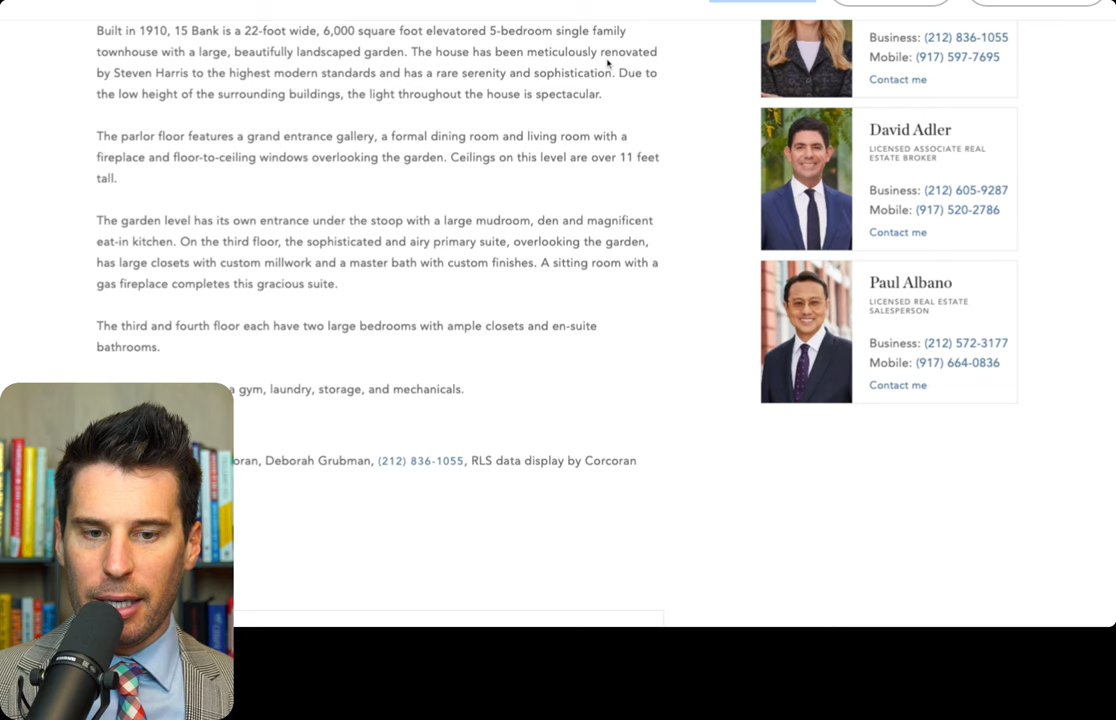 Built in 1910, 15 Bank is a 22-foot wide, 6,000 square foot elevatored 5-bedroom single family
townhouse with a large, beautifully landscaped garden. The house has been meticulously renovated
by Steven Harris to the highest modern standards and has a rare serenity and sophistication. Due to
the low height of the surrounding buildings, the light throughout the house is spectacular.
The parlor floor features a grand entrance gallery, a formal dining room and living room with a
fireplace and floor-to-ceiling windows overlooking the garden. Ceilings on this level are over 11 feet
tall.
The garden level has its own entrance under the stoop with a large mudroom, den and magnificent
eat-in kitchen. On the third floor, the sophisticated and airy primary suite, overlooking the garden,
has large closets with custom millwork and a master bath with custom finishes. A sitting room with a
gas fireplace completes this gracious suite.
The third and fourth floor each have two large bedrooms with ample closets and en-suite
bathrooms.
a gym, laundry, storage, and mechanicals.
oran, Deborah Grubman, (212) 836-1055, RLS data display by Corcoran
Business: (212) 836-1055
Mobile: (917) 597-7695
Contact me
David Adler
LICENSED ASSOCIATE REAL
ESTATE BROKER
Business: (212) 605-9287
Mobile: (917) 520-2786
Contact me
Paul Albano
LICENSED REAL ESTATE
SALESPERSON
Business: (212) 572-3177
Mobile: (917) 664-0836
Contact me